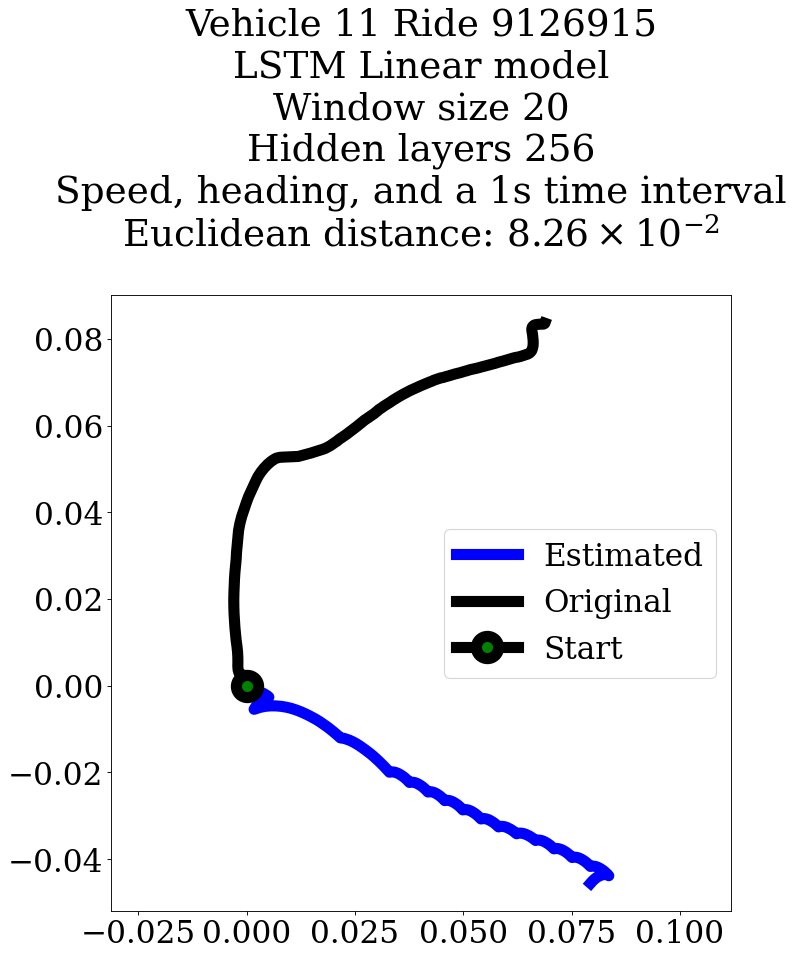 Vehicle 11 Ride 9126915
LSTM Linear model
Window size 20
Hidden layers 256
Speed, heading, and a 1s time interval
Euclidean distance: 8.26 × 10⁻²
0.08
0.06
0.04
0.02
0.00
−0.02
−0.04
Estimated
Original
Start
−0.025 0.000 0.025 0.050 0.075 0.100